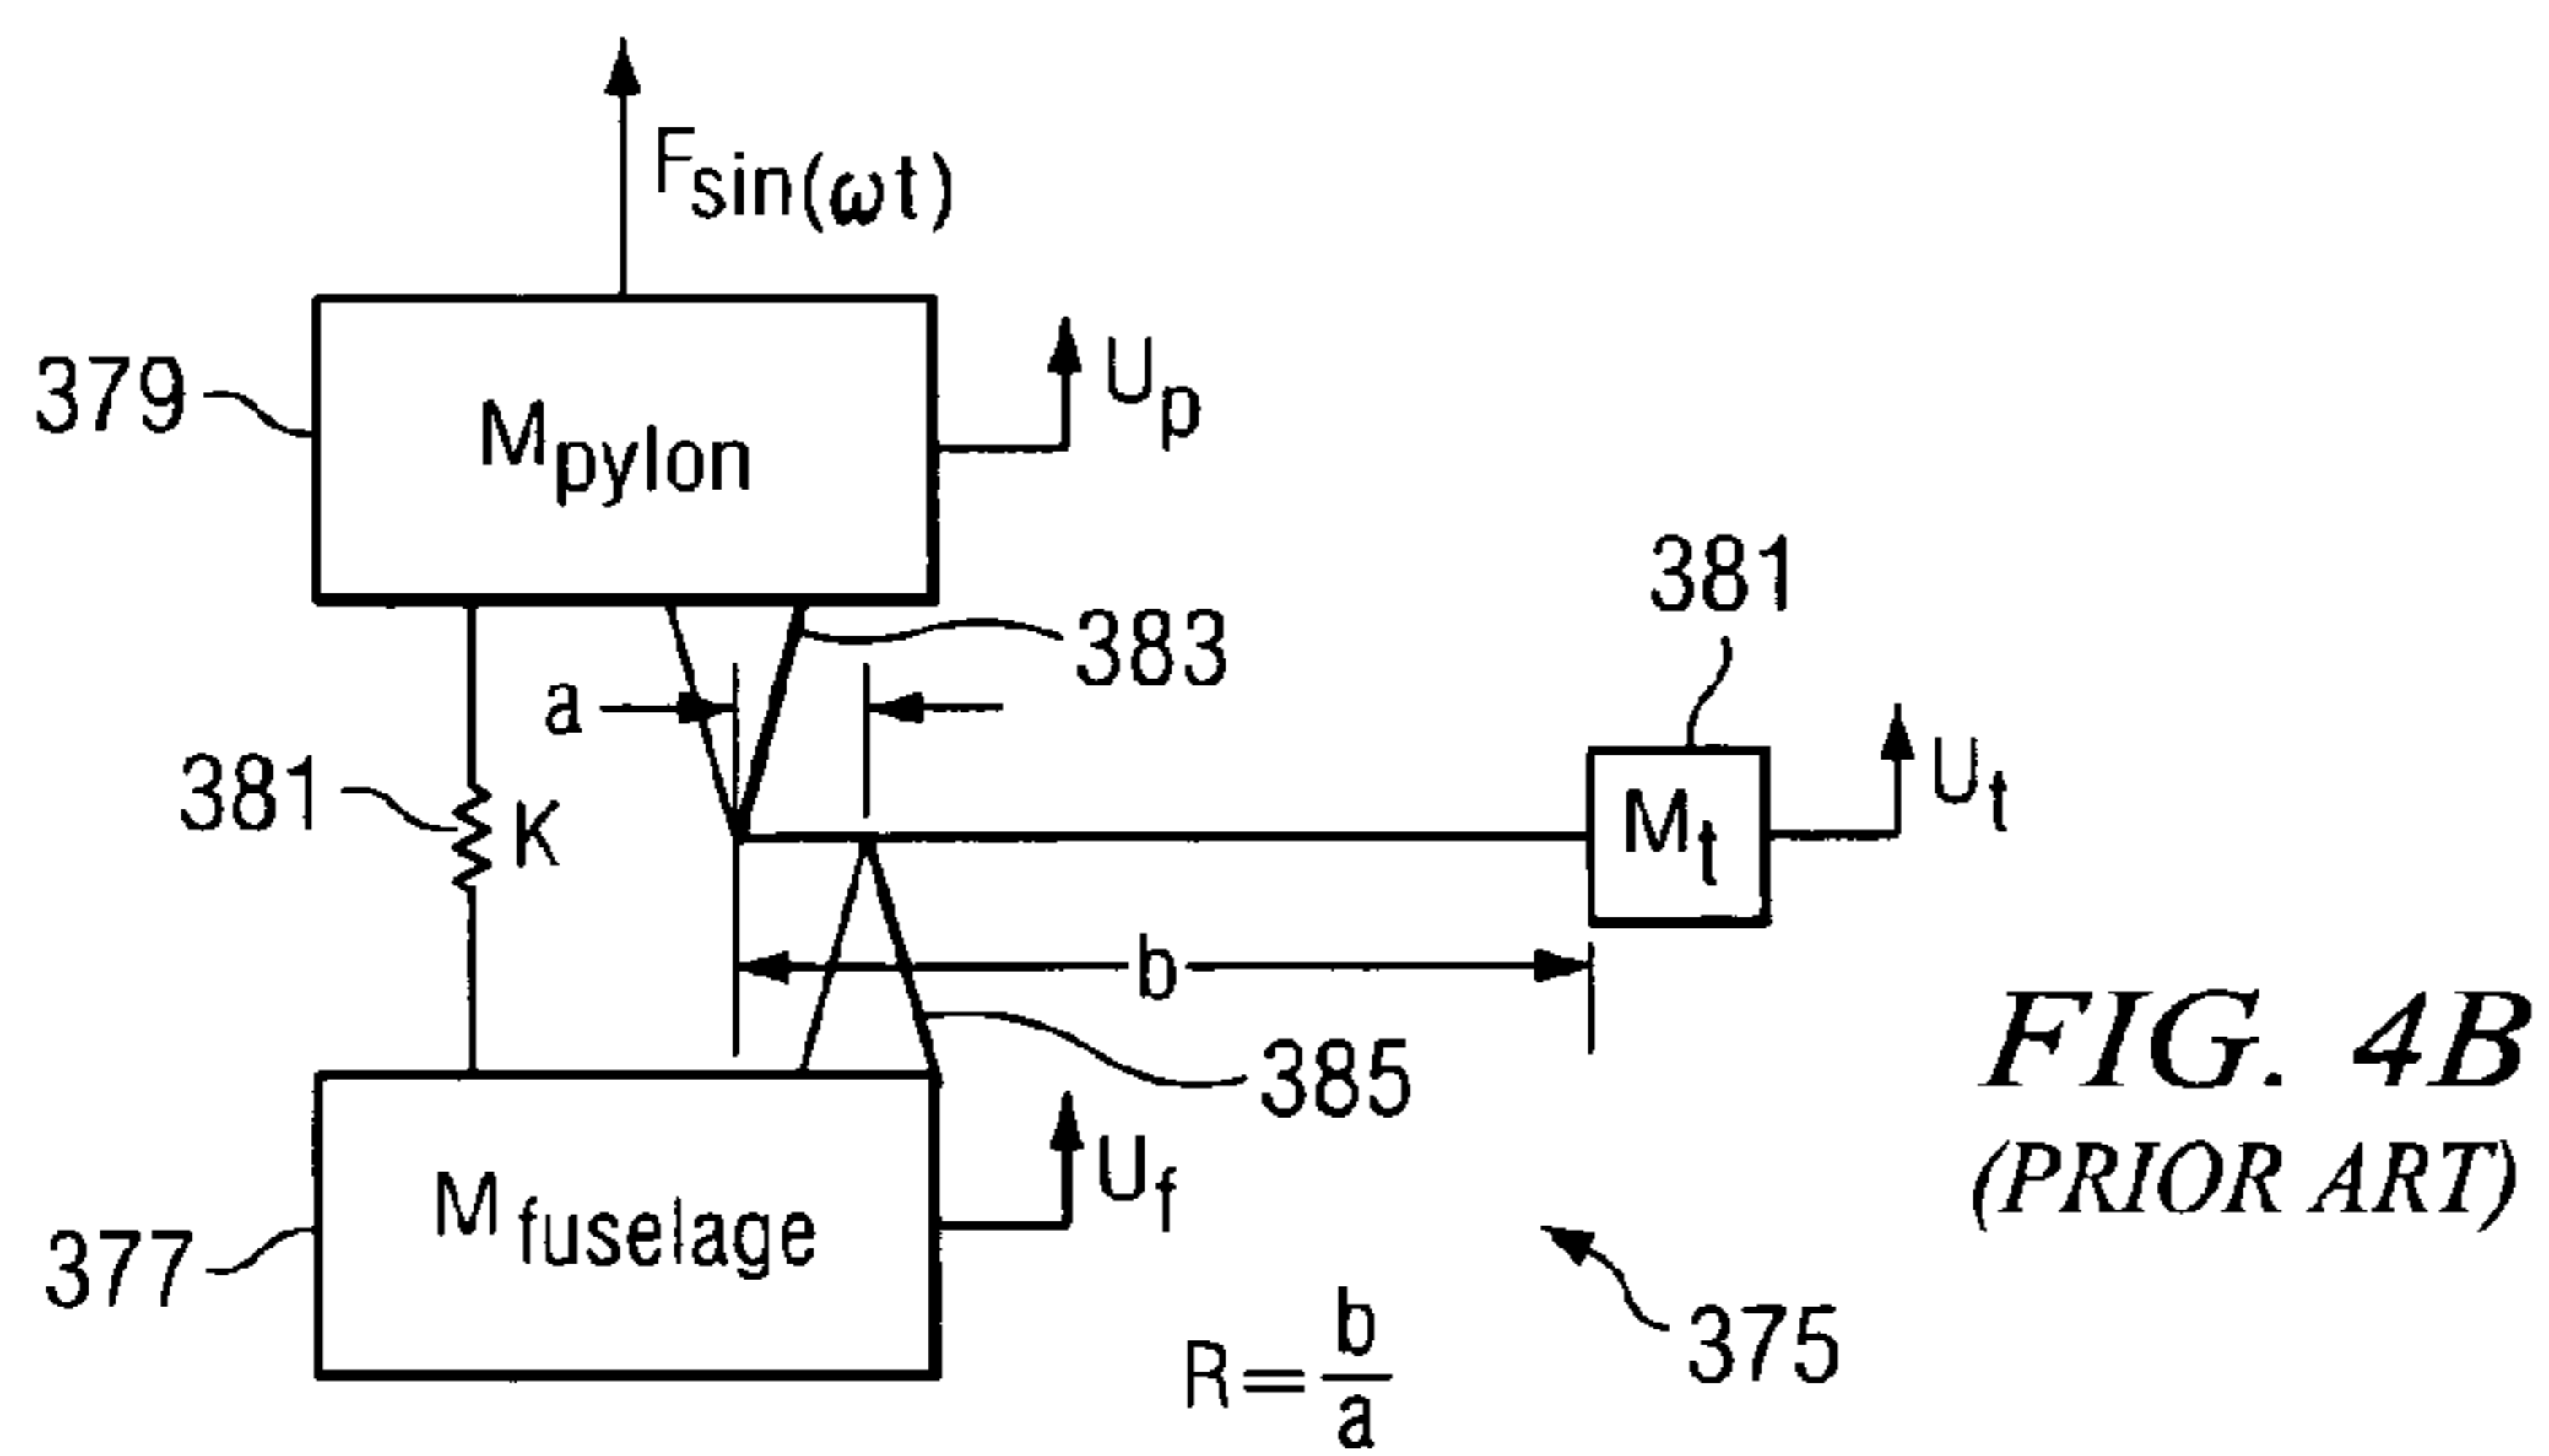 Fsin(ωt)
379
Mpylon
Up
383
381
a
381
K
Mt
Ut
b
385
FIG. 4B
(PRIOR ART)
Mfuselage
Uf
377
R=b/a
375